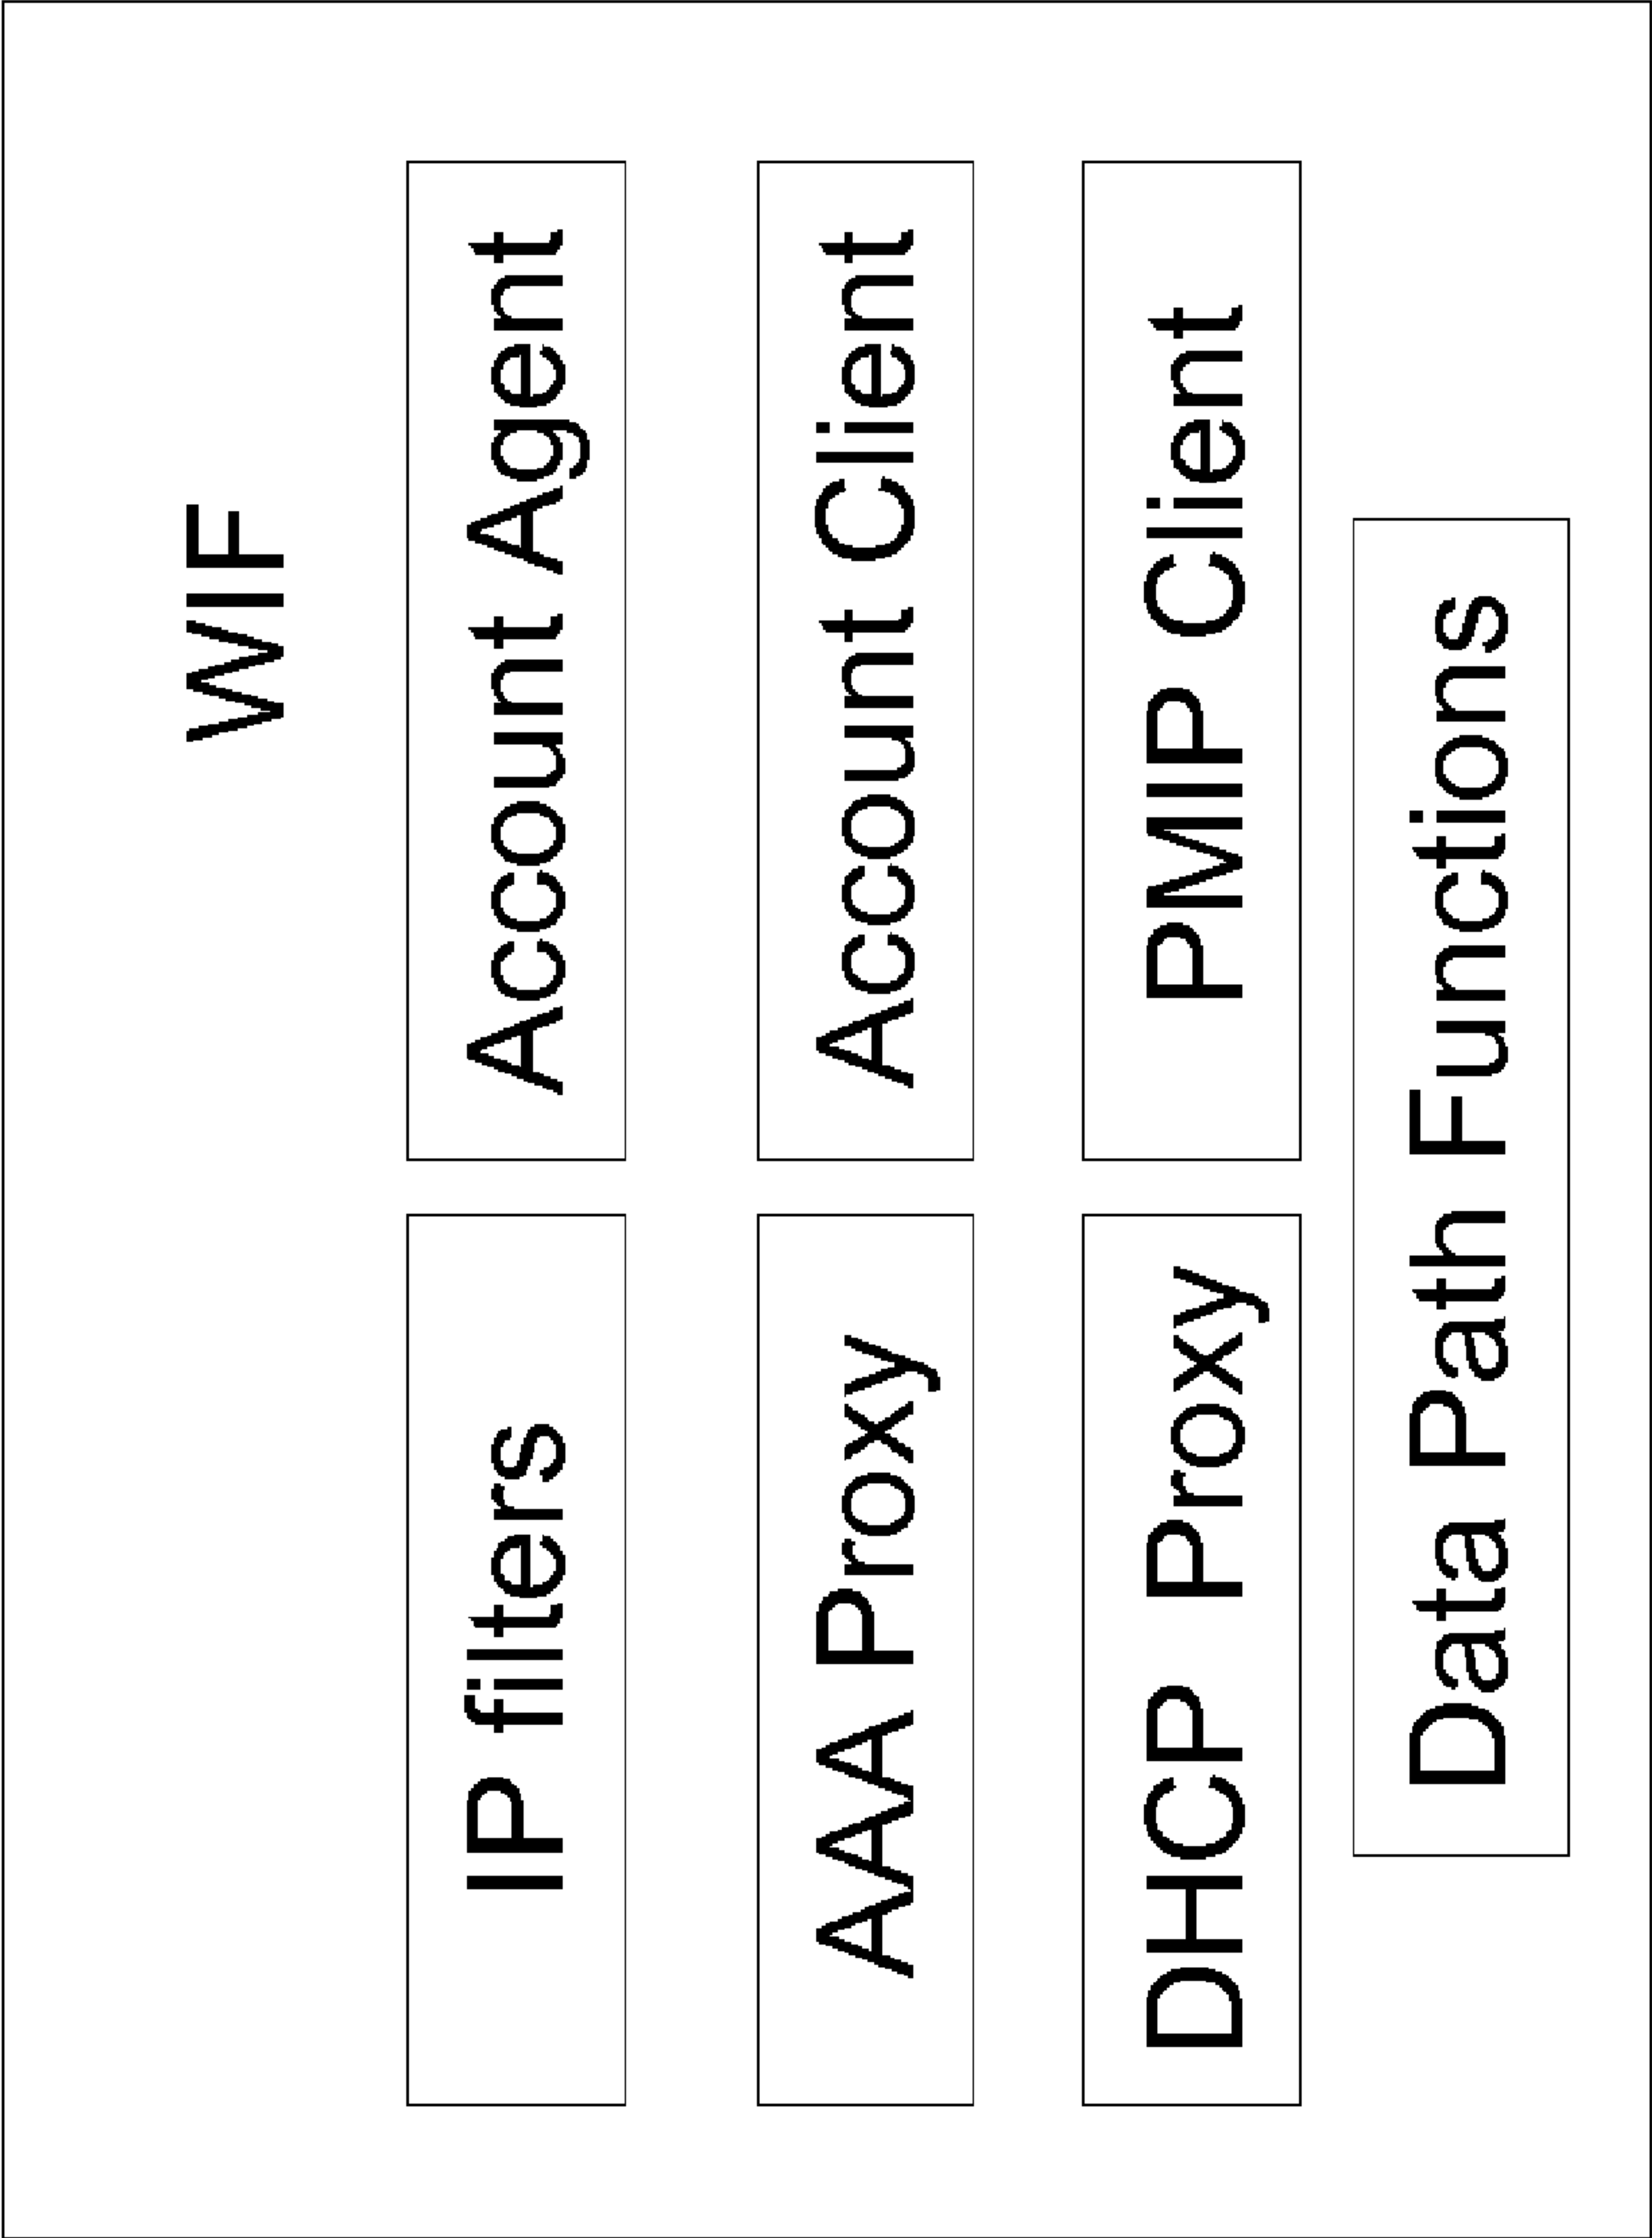 WIF
IP filters
Account Agent
AAA Proxy
Account Client
DHCP Proxy
PMIP Client
Data Path Functions